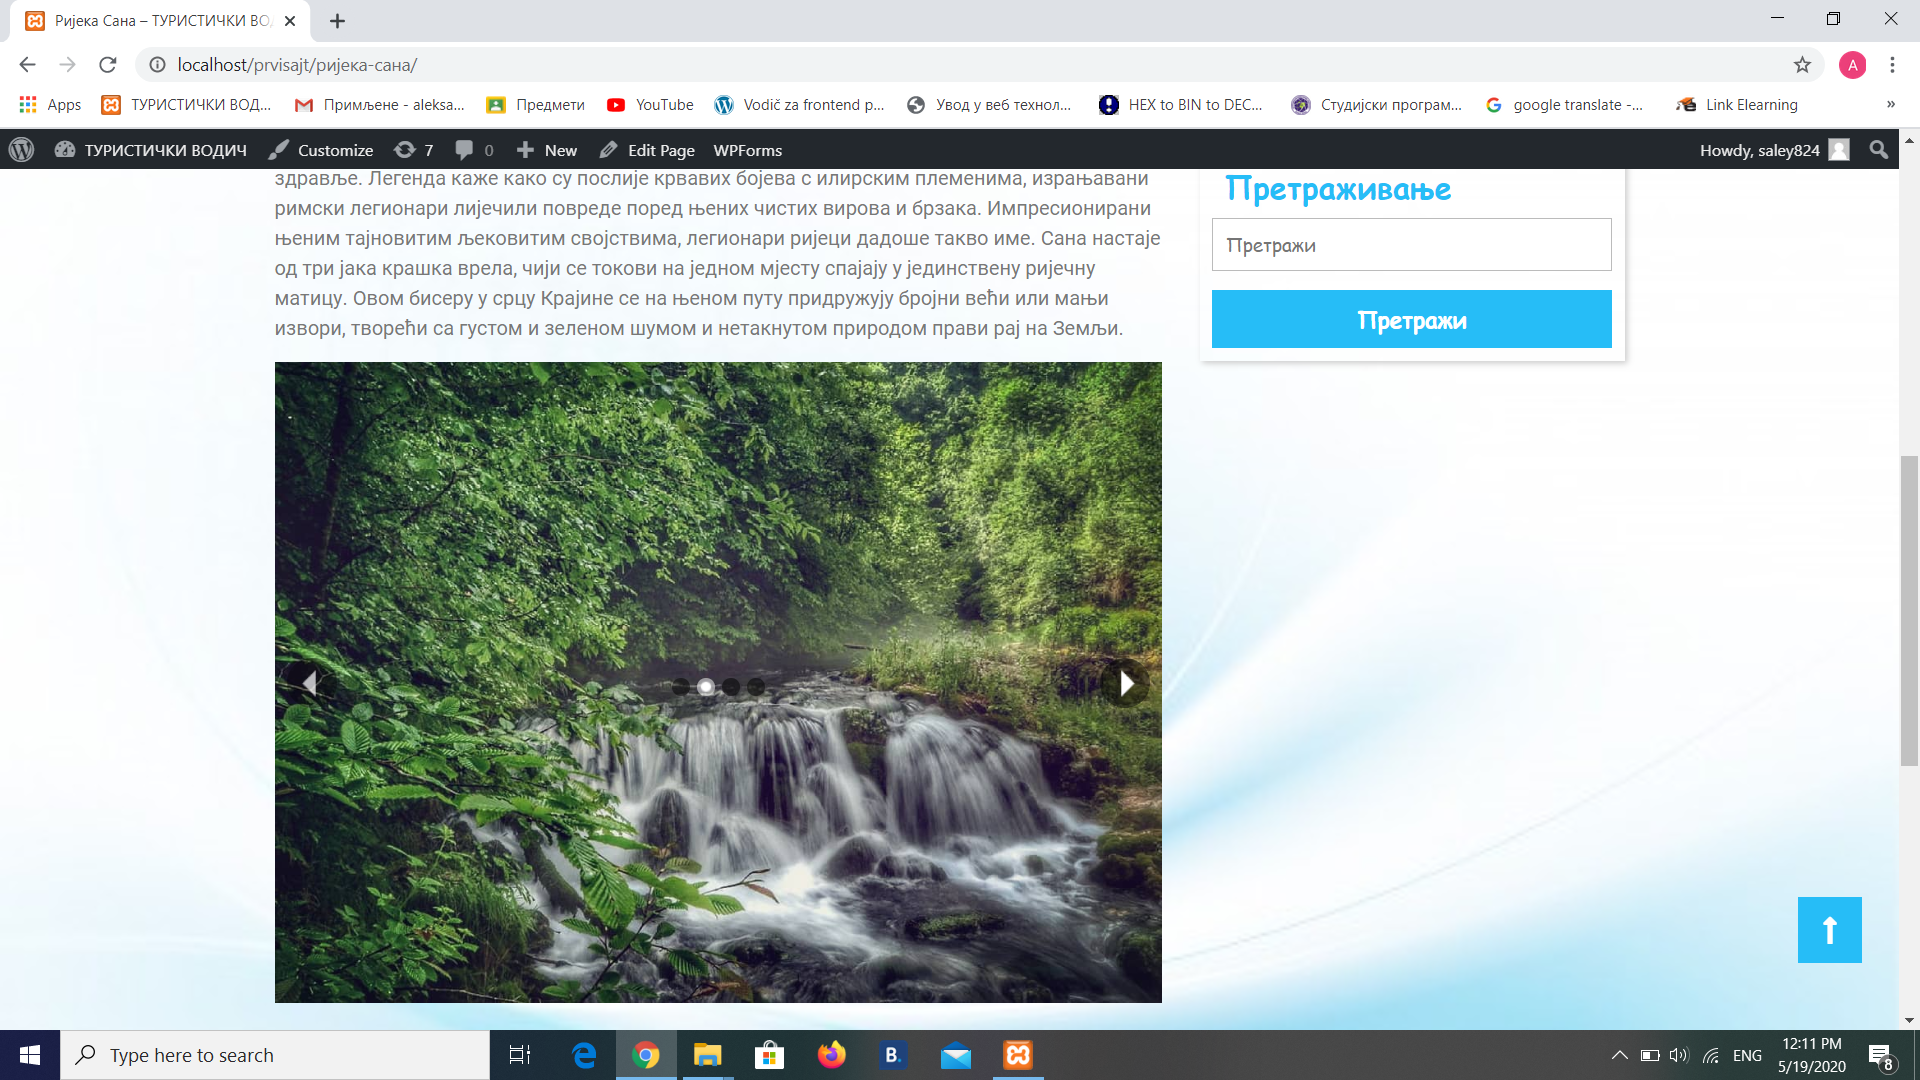 Ријека Сана – ТУРИСТИЧКИ ВО
localhost/prvisajt/ријека-сана/
A
Apps ТУРИСТИЧКИ ВОД... Примљене - aleksa... Предмети YouTube Vodič za frontend p... Увод у веб технол... HEX to BIN to DEC... Студијски програм... google translate -... Link Elearning »
ТУРИСТИЧКИ ВОДИЧ Customize 7 0 New Edit Page WPForms Howdy, saley824
здравље. Легенда каже како су послије крвавих бојева с илирским племенима, израњавани
римски легионари лијечили повреде поред њених чистих вирова и брзака. Импресионирани
њеним тајновитим љековитим својствима, легионари ријеци дадоше такво име. Сана настаје
од три јака крашка врела, чији се токови на једном мјесту спајају у јединствену ријечну
матицу. Овом бисеру у срцу Крајине се на њеном путу придружују бројни већи или мањи
извори, творећи са густом и зеленом шумом и нетакнутом природом прави рај на Земљи.
Претраживање
Претражи
Претражи
Type here to search
B.
ENG
12:11 PM
5/19/2020
8